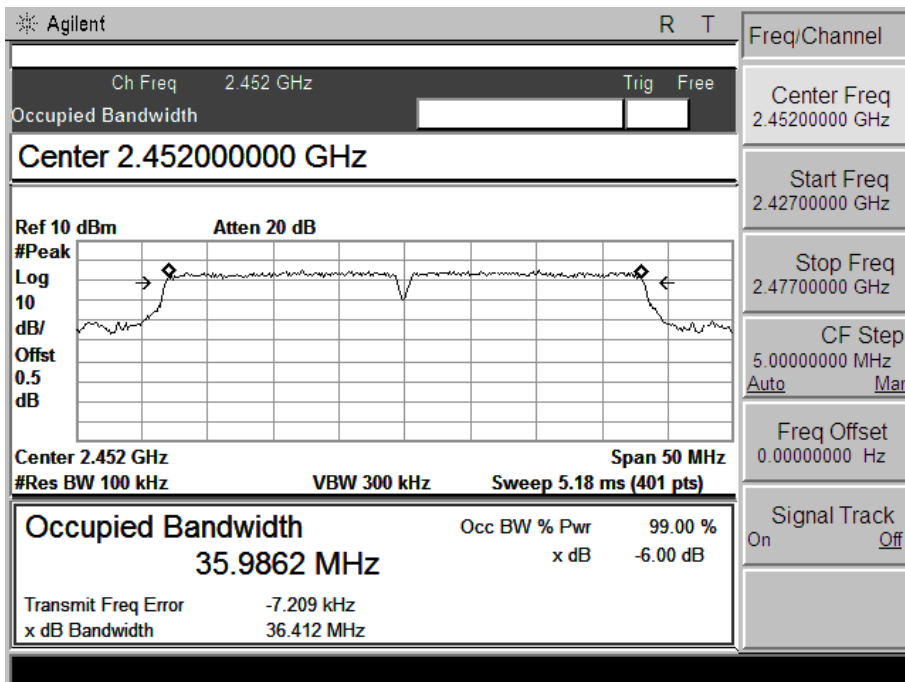 Agilent R T
Ch Freq 2.452 GHz Trig Free
Occupied Bandwidth
Center 2.452000000 GHz
Ref 10 dBm Atten 20 dB
#Peak
Log
10
dB/
Offst
0.5
dB
Center 2.452 GHz Span 50 MHz
#Res BW 100 kHz VBW 300 kHz Sweep 5.18 ms (401 pts)
Occupied Bandwidth
35.9862 MHz
Occ BW % Pwr 99.00 %
x dB -6.00 dB
Transmit Freq Error -7.209 kHz
x dB Bandwidth 36.412 MHz
Freq/Channel
Center Freq
2.45200000 GHz
Start Freq
2.42700000 GHz
Stop Freq
2.47700000 GHz
CF Step
5.00000000 MHz
Auto Man
Freq Offset
0.00000000 Hz
Signal Track
On Off